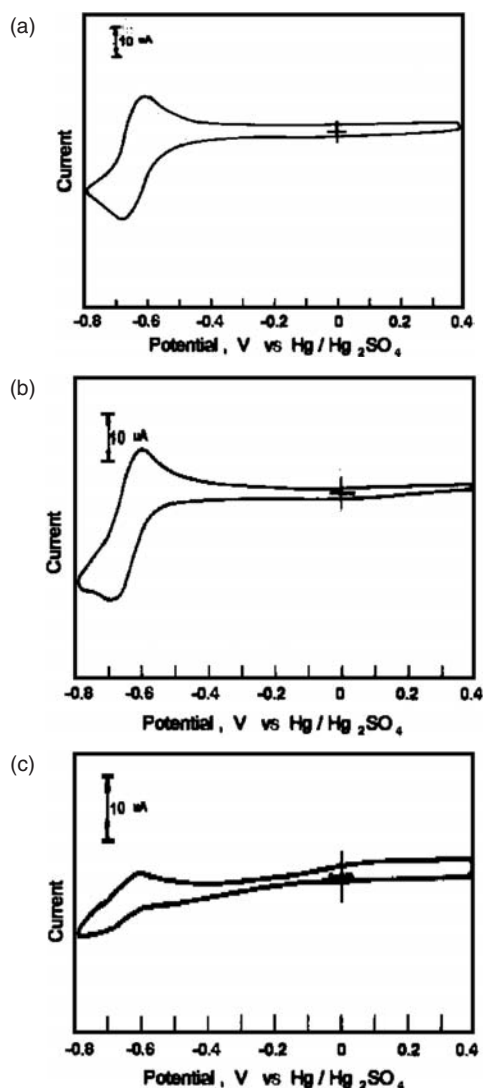 (a)
10 uA
Current
-0.8 -0.6 -0.4 -0.2 0 0.2 0.4
Potential , V vs Hg / Hg 2SO4
(b)
10 uA
Current
-0.8 -0.6 -0.4 -0.2 0 0.2 0.4
Potential , V vs Hg / Hg 2SO4
(c)
10 uA
Current
-0.8 -0.6 -0.4 -0.2 0 0.2 0.4
Potential , V vs Hg / Hg 2SO4